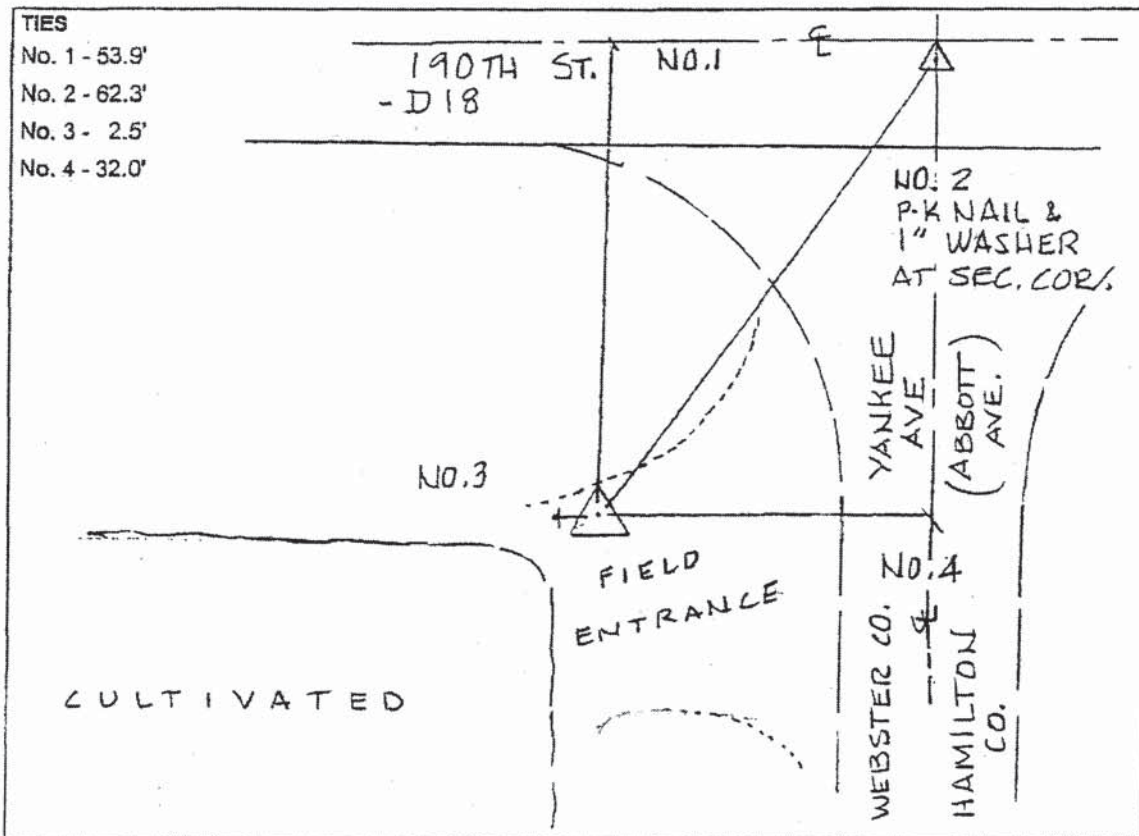 TIES
No. 1 - 53.9'
No. 2 - 62.3'
No. 3 - 2.5'
No. 4 - 32.0'
190TH ST.
- D 18
NO.1
℄
NO. 2
P-K NAIL &
1" WASHER
AT SEC. COR.
YANKEE
AVE
(ABBOTT
AVE.)
NO.3
FIELD
ENTRANCE
NO.4
℄
CULTIVATED
WEBSTER CO.
HAMILTON
CO.